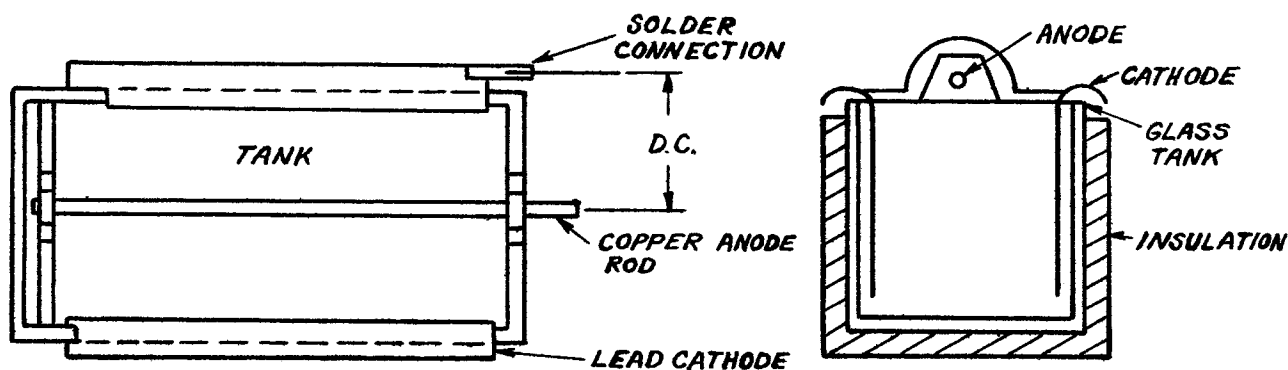 SOLDER
CONNECTION
TANK
D.C.
COPPER ANODE
ROD
LEAD CATHODE
ANODE
CATHODE
GLASS
TANK
INSULATION